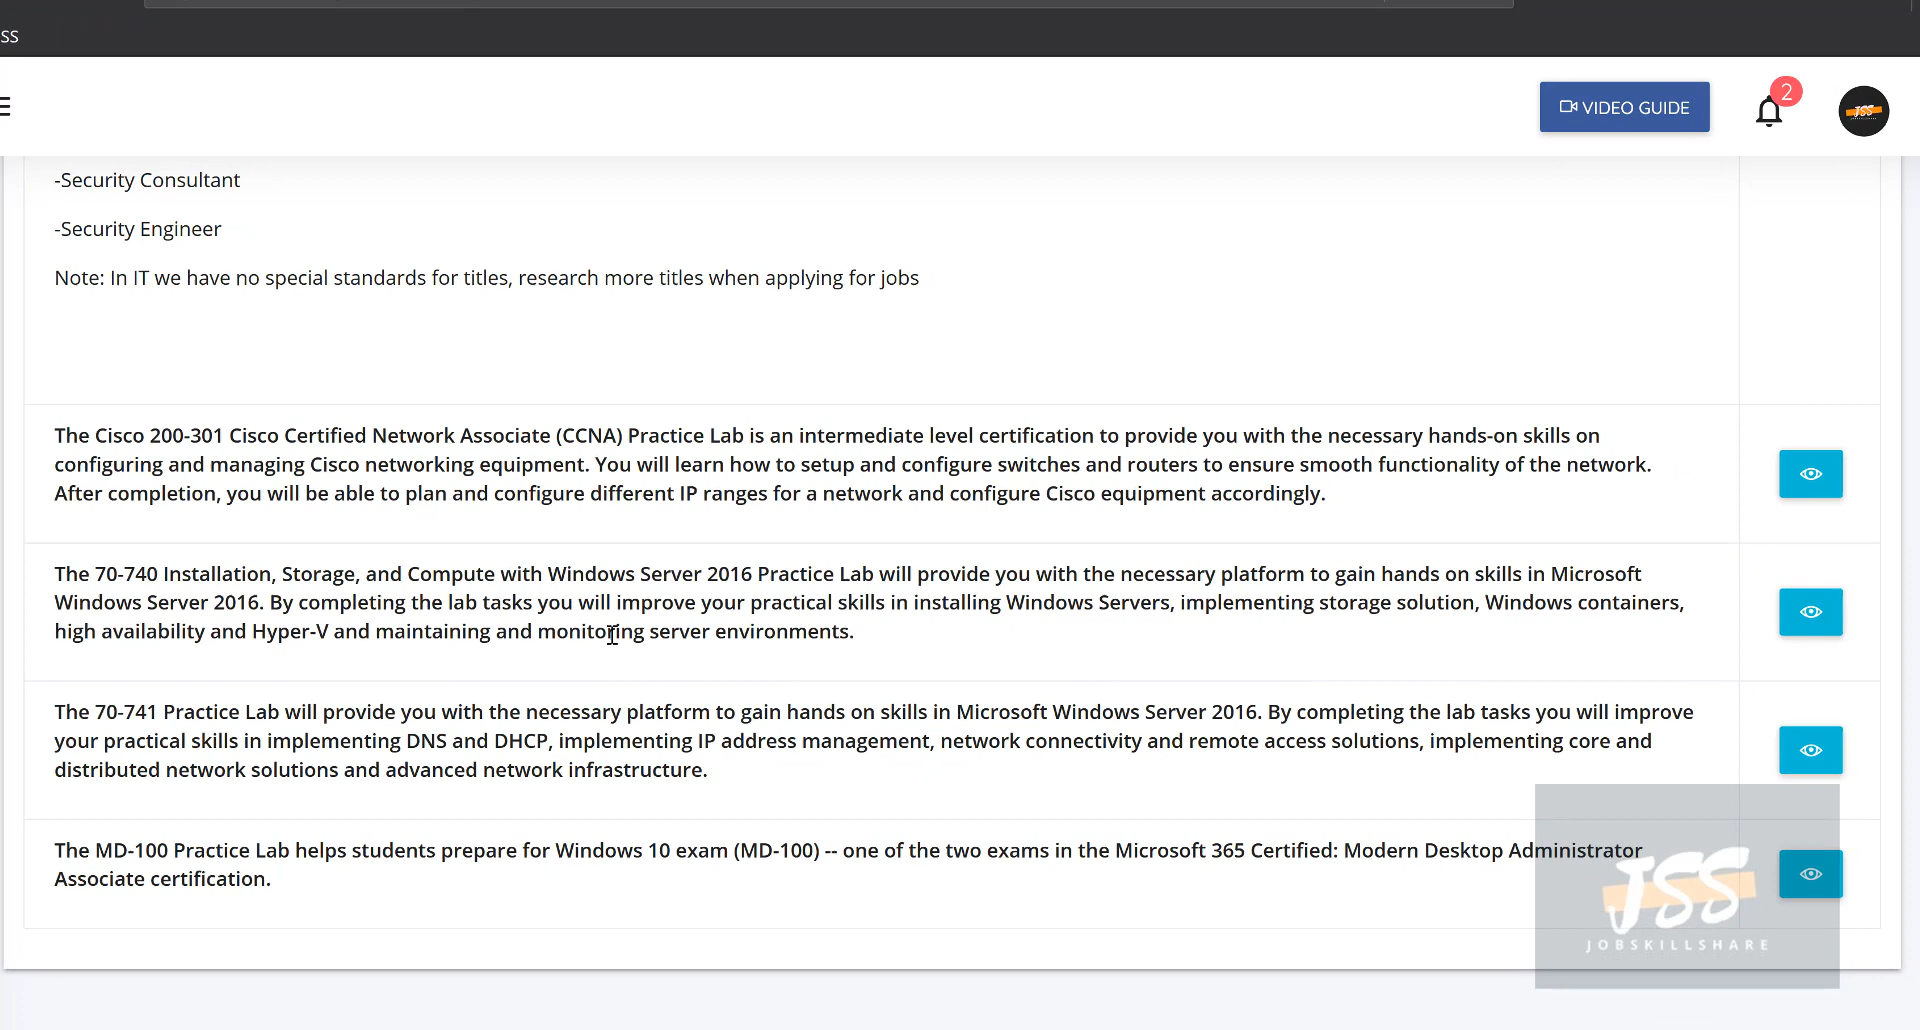 SS
VIDEO GUIDE
2
JSS
-Security Consultant
-Security Engineer
Note: In IT we have no special standards for titles, research more titles when applying for jobs
The Cisco 200-301 Cisco Certified Network Associate (CCNA) Practice Lab is an intermediate level certification to provide you with the necessary hands-on skills on
configuring and managing Cisco networking equipment. You will learn how to setup and configure switches and routers to ensure smooth functionality of the network.
After completion, you will be able to plan and configure different IP ranges for a network and configure Cisco equipment accordingly.
The 70-740 Installation, Storage, and Compute with Windows Server 2016 Practice Lab will provide you with the necessary platform to gain hands on skills in Microsoft
Windows Server 2016. By completing the lab tasks you will improve your practical skills in installing Windows Servers, implementing storage solution, Windows containers,
high availability and Hyper-V and maintaining and monitoring server environments.
The 70-741 Practice Lab will provide you with the necessary platform to gain hands on skills in Microsoft Windows Server 2016. By completing the lab tasks you will improve
your practical skills in implementing DNS and DHCP, implementing IP address management, network connectivity and remote access solutions, implementing core and
distributed network solutions and advanced network infrastructure.
The MD-100 Practice Lab helps students prepare for Windows 10 exam (MD-100) -- one of the two exams in the Microsoft 365 Certified: Modern Desktop Administrator
Associate certification.
JSS
JOBSKILLSHARE